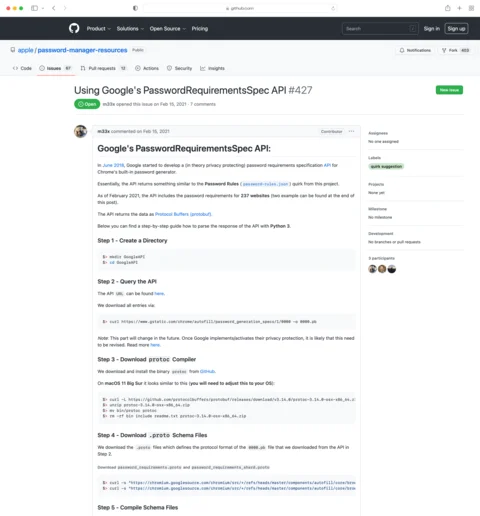 github.com
Product
Solutions
Open Source
Pricing
Search
Sign in
Sign up
apple/password-manager-resources
Public
Notifications
Fork
Code
Issues
Pull requests
Actions
Security
Insights
Using Google's PasswordRequirementsSpec API #427
New issue
Open
opened this issue on Feb 15, 2021 · 7 comments
commented on Feb 15, 2021
Contributor
Google's PasswordRequirementsSpec API:
In June 2018, Google started to develop a (in theory privacy protecting) password requirements specification API for
Chrome's built-in password generator.
Essentially, the API returns something similar to the Password Rules (password-rules.json) quirk from this project.
As of February 2021, the API includes the password requirements for 237 websites (two example can be found at the end of
this post).
The API returns the data as Protocol Buffers (protobuf).
Below you can find a step-by-step guide how to parse the response of the API with Python 3.
Step 1 - Create a Directory
$> mkdir GoogleAPI
$> cd GoogleAPI
Step 2 - Query the API
The API URL can be found here.
We download all entries via:
$> curl https://www.gstatic.com/chrome/autofill/password_generation_specs/1/0000 -o 0000.pb
Note: This part will change in the future. Once Google implements/activates their privacy protection, it is likely that this need
to be revised. Read more here.
Step 3 - Download protoc Compiler
We download and install the binary protoc from GitHub.
On macOS 11 Big Sur it looks similar to this (you will need to adjust this to your OS):
$> curl -L https://github.com/protocolbuffers/protobuf/releases/download/v3.14.0/protoc-3.14.0-osx-x86_64.zi
$> unzip protoc-3.14.0-osx-x86_64.zip
$> mv bin/protoc protoc
$> rm -rf bin include readme.txt protoc-3.14.0-osx-x86_64.zip
Step 4 - Download .proto Schema Files
We download the .proto files which defines the protocol format of the 0000.pb file that we downloaded from the API in
Step 2.
Download password_requirements.proto and password_requirements_shard.proto
$> curl -o "https://chromium.googlesource.com/chromium/src/+/refs/heads/master/components/autofill/core/brow
$> curl -o "https://chromium.googlesource.com/chromium/src/+/refs/heads/master/components/autofill/core/brow
Step 5 - Compile Schema Files
Assignees
No one assigned
Labels
quirk suggestion
Projects
None yet
Milestone
No milestone
Development
No branches or pull requests
3 participants